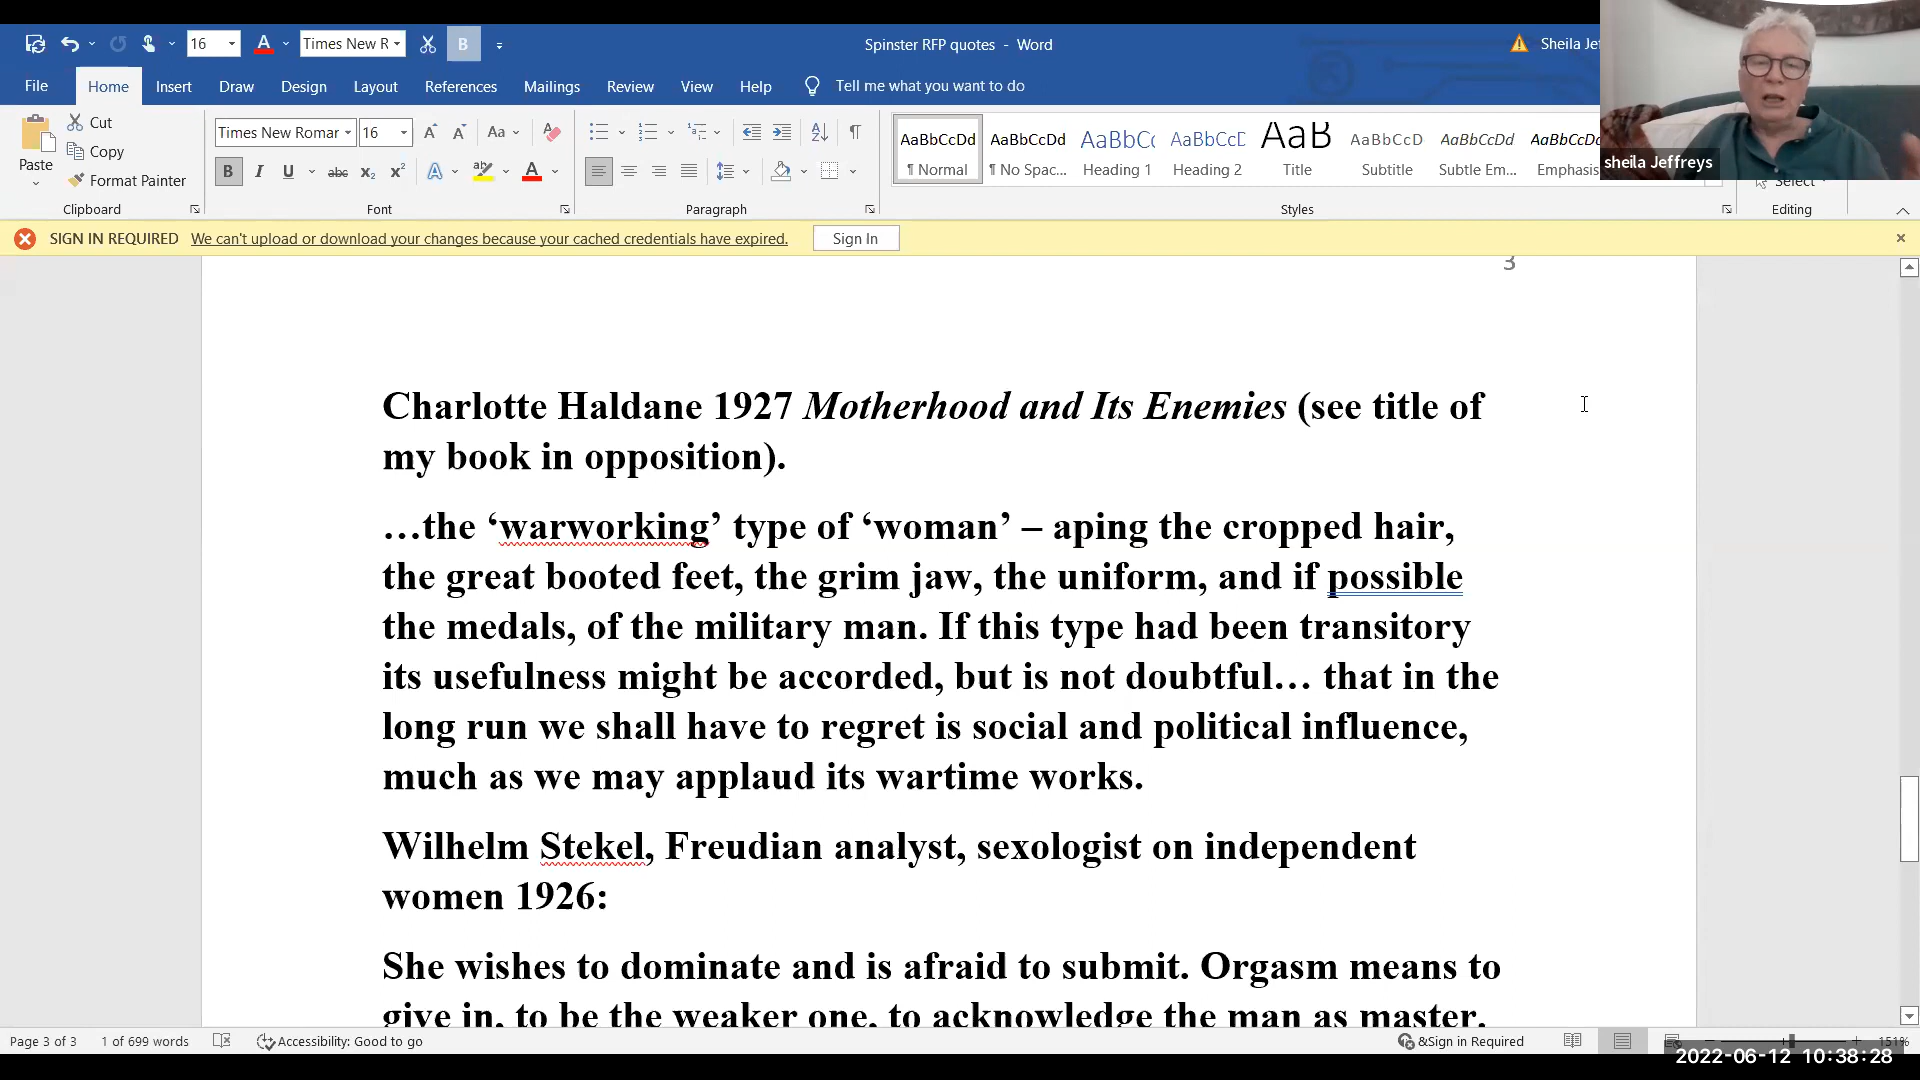 16
Times New R
B
Spinster RFP quotes - Word
Sheila Jef
File Home Insert Draw Design Layout References Mailings Review View Help Tell me what you want to do
Paste
Cut
Copy
Format Painter
Clipboard
Times New Romar 16
Aa
B I U abc x₂ x²
Font
Paragraph
AaBbCcDd AaBbCcDd AaBbCc AaBbCcD AaB AaBbCcD AaBbCcDd AaBbCcDd
¶ Normal ¶ No Spac... Heading 1 Heading 2 Title Subtitle Subtle Em... Emphasis
Styles
Select
Editing
sheila Jeffreys
SIGN IN REQUIRED We can't upload or download your changes because your cached credentials have expired. Sign In
3
Charlotte Haldane 1927 Motherhood and Its Enemies (see title of
my book in opposition).
…the ‘warworking’ type of ‘woman’ – aping the cropped hair,
the great booted feet, the grim jaw, the uniform, and if possible
the medals, of the military man. If this type had been transitory
its usefulness might be accorded, but is not doubtful… that in the
long run we shall have to regret is social and political influence,
much as we may applaud its wartime works.
Wilhelm Stekel, Freudian analyst, sexologist on independent
women 1926:
She wishes to dominate and is afraid to submit. Orgasm means to
give in, to be the weaker one, to acknowledge the man as master.
Page 3 of 3 1 of 699 words Accessibility: Good to go &Sign in Required 151%
2022-06-12 10:38:28